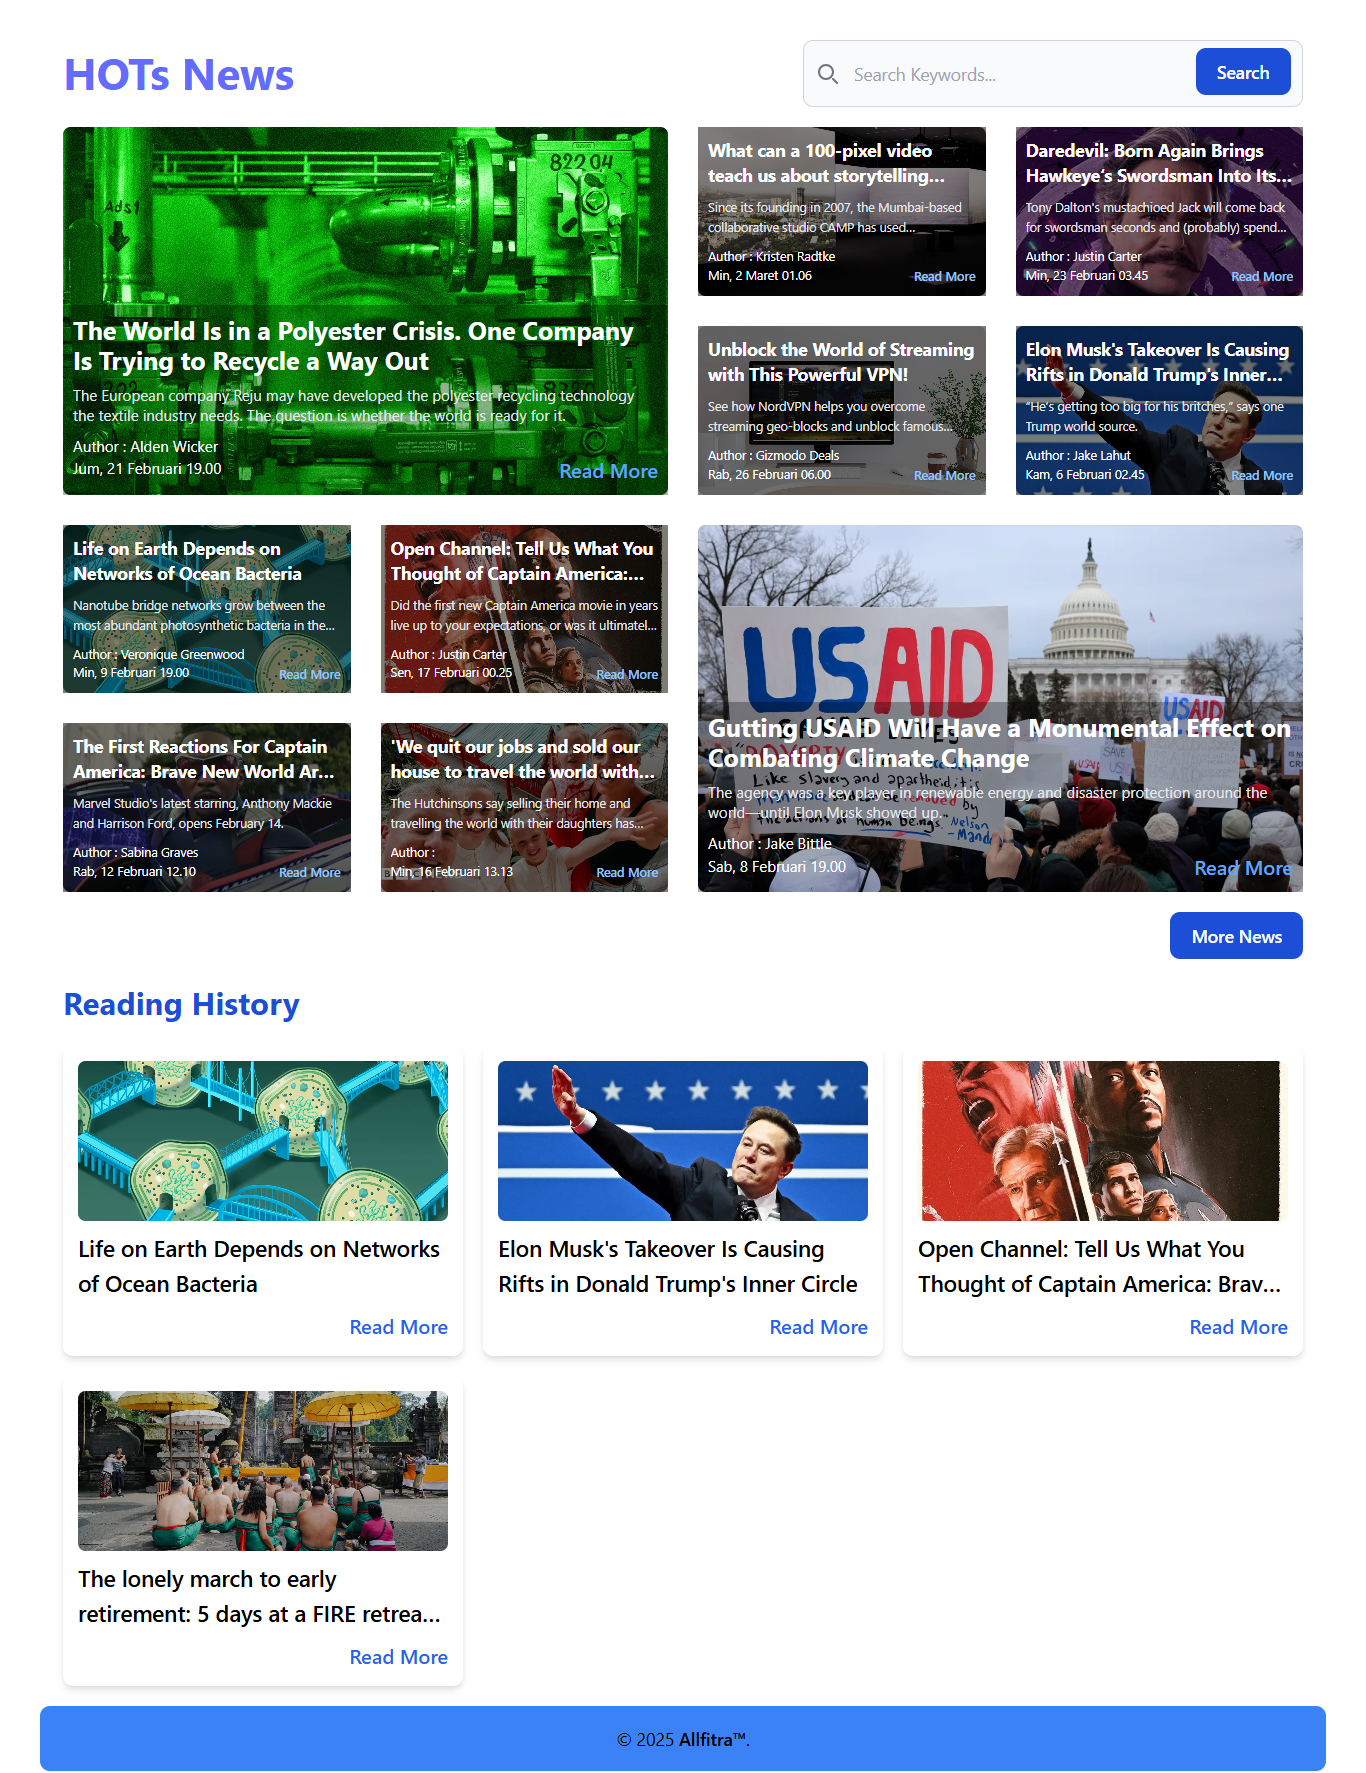 HOTs News
Search Keywords...
Search
82204
Ads1
202
The World Is in a Polyester Crisis. One Company
Is Trying to Recycle a Way Out
The European company Reju may have developed the polyester recycling technology
the textile industry needs. The question is whether the world is ready for it.
Author : Alden Wicker
Jum, 21 Februari 19.00
Read More
What can a 100-pixel video
teach us about storytelling...
Since its founding in 2007, the Mumbai-based
collaborative studio CAMP has used...
Author : Kristen Radtke
Min, 2 Maret 01.06
Read More
Daredevil: Born Again Brings
Hawkeye's Swordsman Into Its...
Tony Dalton's mustachioed Jack will come back
for swordsman seconds and (probably) spend...
Author : Justin Carter
Min, 23 Februari 03.45
Read More
Unblock the World of Streaming
with This Powerful VPN!
See how NordVPN helps you overcome
streaming geo-blocks and unblock famous...
Author : Gizmodo Deals
Rab, 26 Februari 06.00
Read More
Elon Musk's Takeover Is Causing
Rifts in Donald Trump's Inner...
“He's getting too big for his britches,” says one
Trump world source.
Author : Jake Lahut
Kam, 6 Februari 02.45
Read More
Life on Earth Depends on
Networks of Ocean Bacteria
Nanotube bridge networks grow between the
most abundant photosynthetic bacteria in the...
Author : Veronique Greenwood
Min, 9 Februari 19.00
Read More
Open Channel: Tell Us What You
Thought of Captain America:...
Did the first new Captain America movie in years
live up to your expectations, or was it ultimatel...
Author : Justin Carter
Sen, 17 Februari 00.25
Read More
The First Reactions For Captain
America: Brave New World Ar...
Marvel Studio's latest starring, Anthony Mackie
and Harrison Ford, opens February 14.
Author : Sabina Graves
Rab, 12 Februari 12.10
Read More
'We quit our jobs and sold our
house to travel the world with...
The Hutchinsons say selling their home and
travelling the world with their daughters has...
Author :
Min, 16 Februari 13.13
Read More
USAID
USAID
SAVE
USAID
Like slavery and apartheid, it is
removed by
human beings.
Nelson
Mande
Gutting USAID Will Have a Monumental Effect on
Combating Climate Change
The agency was a key player in renewable energy and disaster protection around the
world—until Elon Musk showed up.
Author : Jake Bittle
Sab, 8 Februari 19.00
Read More
More News
Reading History
Life on Earth Depends on Networks
of Ocean Bacteria
Read More
Elon Musk's Takeover Is Causing
Rifts in Donald Trump's Inner Circle
Read More
Open Channel: Tell Us What You
Thought of Captain America: Brav...
Read More
The lonely march to early
retirement: 5 days at a FIRE retrea...
Read More
© 2025 Allfitra™.